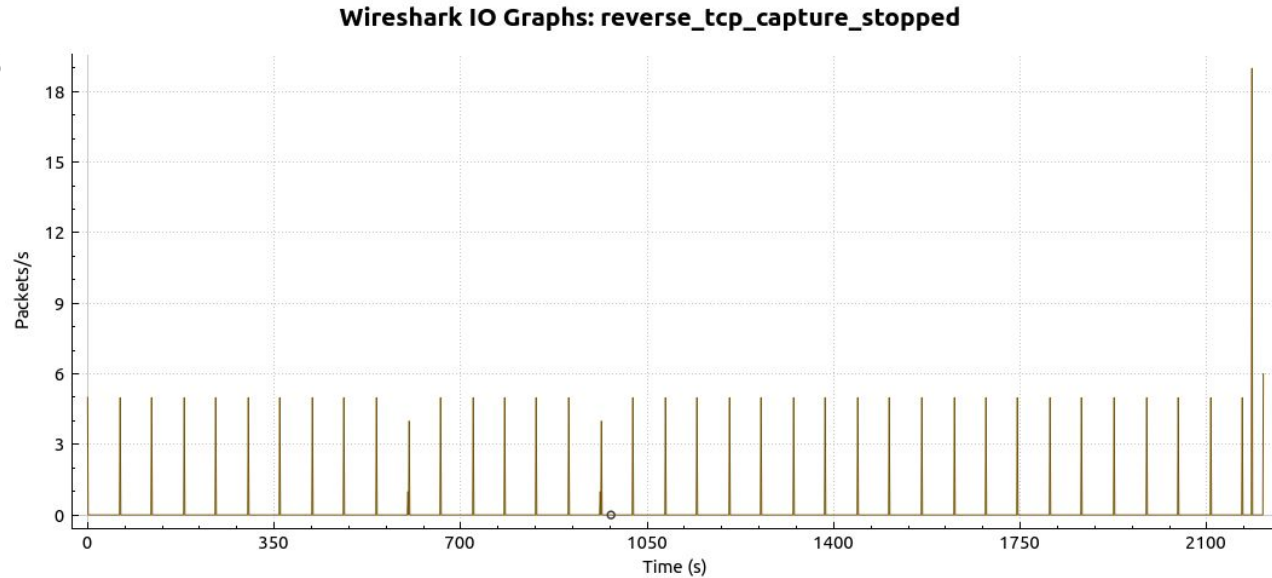 Wireshark IO Graphs: reverse_tcp_capture_stopped
18
15
12
9
6
3
0
Packets/s
0 350 700 1050 1400 1750 2100
Time (s)